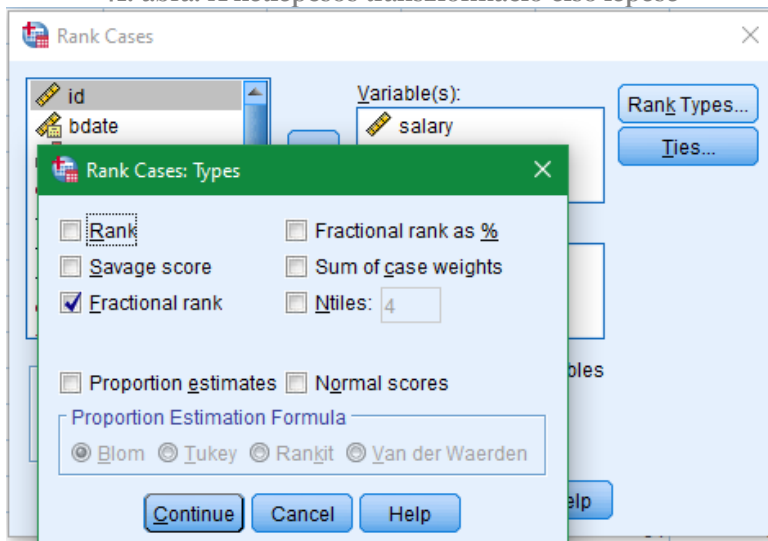 Rank Cases
id
bdate
Variable(s):
salary
Rank Types...
Ties...
Rank Cases: Types
Rank
Fractional rank as %
Savage score
Sum of case weights
Fractional rank
Ntiles: 4
Proportion estimates
Normal scores
Proportion Estimation Formula
Blom Tukey Rankit Van der Waerden
Continue Cancel Help